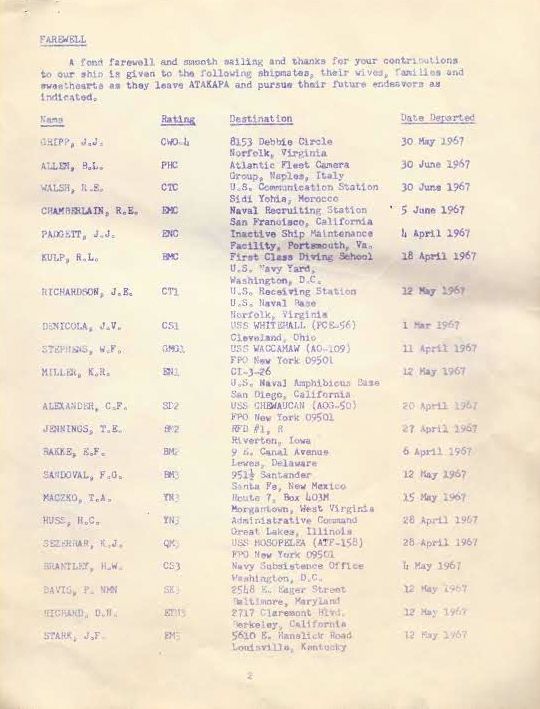 FAREWELL
A fond farewell and smooth sailing and thanks for your contributions
to our ship is given to the following shipmates, their wives, families and
sweethearts as they leave ATAKAPA and pursue their future endeavors as
indicated.
Name Rating Destination Date Departed
GRIPP, J.J. CWO-4 8153 Debbie Circle 30 May 1967
Norfolk, Virginia
ALLEN, B.L. PHC Atlantic Fleet Camera 30 June 1967
Group, Naples, Italy
WALSH, R.E. CTC U.S. Communication Station 30 June 1967
Sidi Yohia, Morocco
CHAMBERLAIN, R.E. EMC Naval Recruiting Station 5 June 1967
San Francisco, California
PADGETT, J.J. ENC Inactive Ship Maintenance 4 April 1967
Facility, Portsmouth, Va.
KULP, R.L. BMC First Class Diving School 18 April 1967
U.S. Navy Yard,
Washington, D.C.
RICHARDSON, J.E. CT1 U.S. Receiving Station 12 May 1967
U.S. Naval Base
Norfolk, Virginia
DENICOLA, J.V. CS1 USS WHITEHALL (PCE-56) 1 Mar 1967
Cleveland, Ohio
STEPHENS, W.F. GMG1 USS WACCAMAW (AO-109) 11 April 1967
FPO New York 09501
MILLER, K.R. EN1 CI-3-26 12 May 1967
U.S. Naval Amphibious Base
San Diego, California
ALEXANDER, C.F. SD2 USS CHEWAUCAN (AOG-50) 20 April 1967
FPO New York 09501
JENNINGS, T.E. BM2 RFD #1, R 27 April 1967
Riverton, Iowa
BAKKE, E.F. BM2 9 E. Canal Avenue 6 April 1967
Lewes, Delaware
SANDOVAL, F.G. BM3 951½ Santander 12 May 1967
Santa Fe, New Mexico
MACZKO, T.A. YN3 Route 7, Box 403M 15 May 1967
Morgantown, West Virginia
HUSS, H.C. YN3 Administrative Command 28 April 1967
Great Lakes, Illinois
SEZERBAR, K.J. QM3 USS HOSOPELEA (ATF-158) 28 April 1967
FPO New York 09501
BRANTLEY, H.W. CS3 Navy Subsistence Office 4 May 1967
Washington, D.C.
DAVIS, P. NMN SK3 2548 E. Eager Street 12 May 1967
Baltimore, Maryland
RICHARD, D.H. 2717 Claremont Blvd. 12 May 1967
Berkeley, California
STARK, J.F. EM3 5610 E. Manslick Road 12 May 1967
Louisville, Kentucky
2